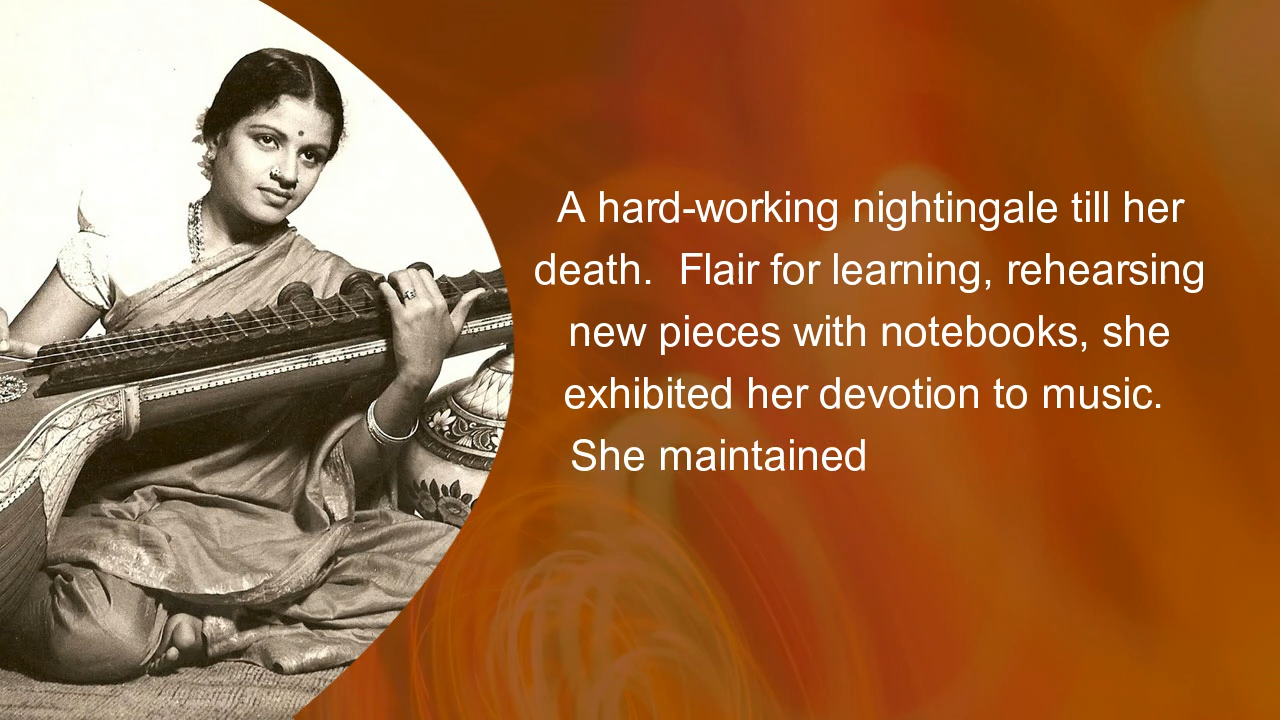 A hard-working nightingale till her
death.  Flair for learning, rehearsing
new pieces with notebooks, she
exhibited her devotion to music.
She maintained